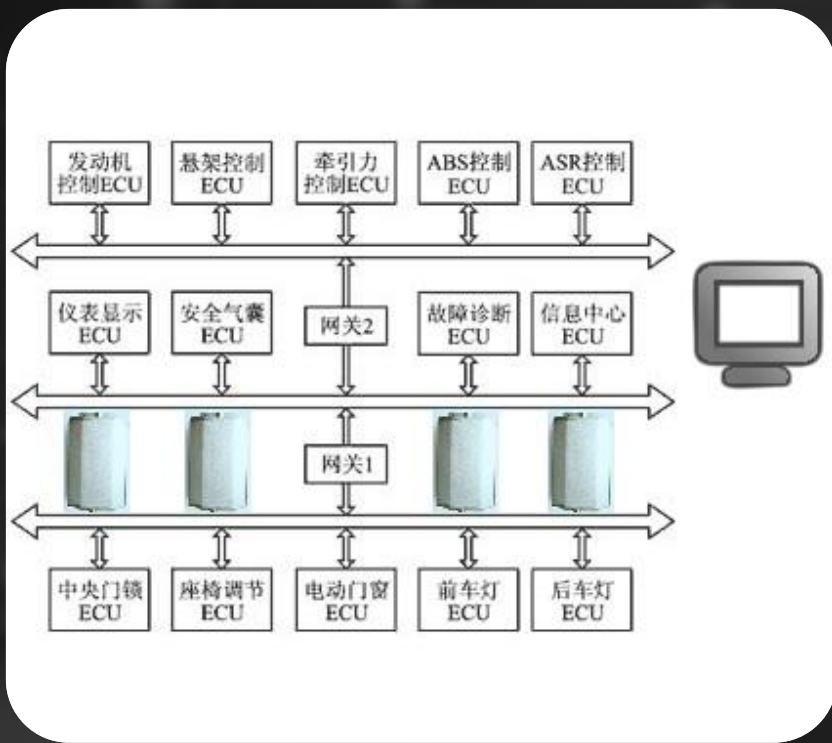 发动机
控制ECU
悬架控制
ECU
牵引力
控制ECU
ABS控制
ECU
ASR控制
ECU
仪表显示
ECU
安全气囊
ECU
网关2
故障诊断
ECU
信息中心
ECU
网关1
中央门锁
ECU
座椅调节
ECU
电动门窗
ECU
前车灯
ECU
后车灯
ECU